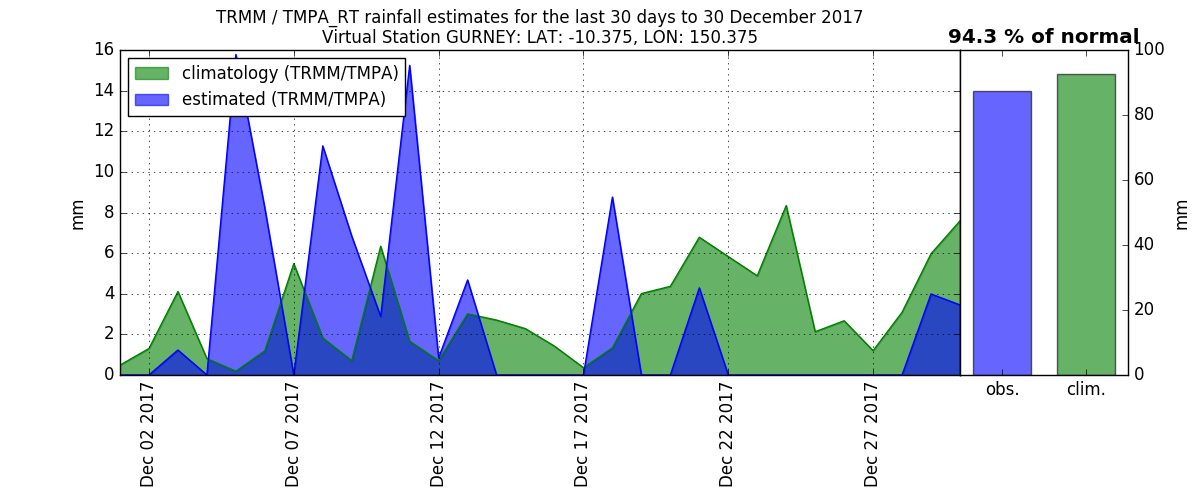 TRMM / TMPA_RT rainfall estimates for the last 30 days to 30 December 2017
Virtual Station GURNEY: LAT: -10.375, LON: 150.375
94.3 % of normal
climatology (TRMM/TMPA)
estimated (TRMM/TMPA)
16
14
12
10
8
6
4
2
0
mm
Dec 02 2017
Dec 07 2017
Dec 12 2017
Dec 17 2017
Dec 22 2017
Dec 27 2017
obs.
clim.
100
80
60
40
20
0
mm